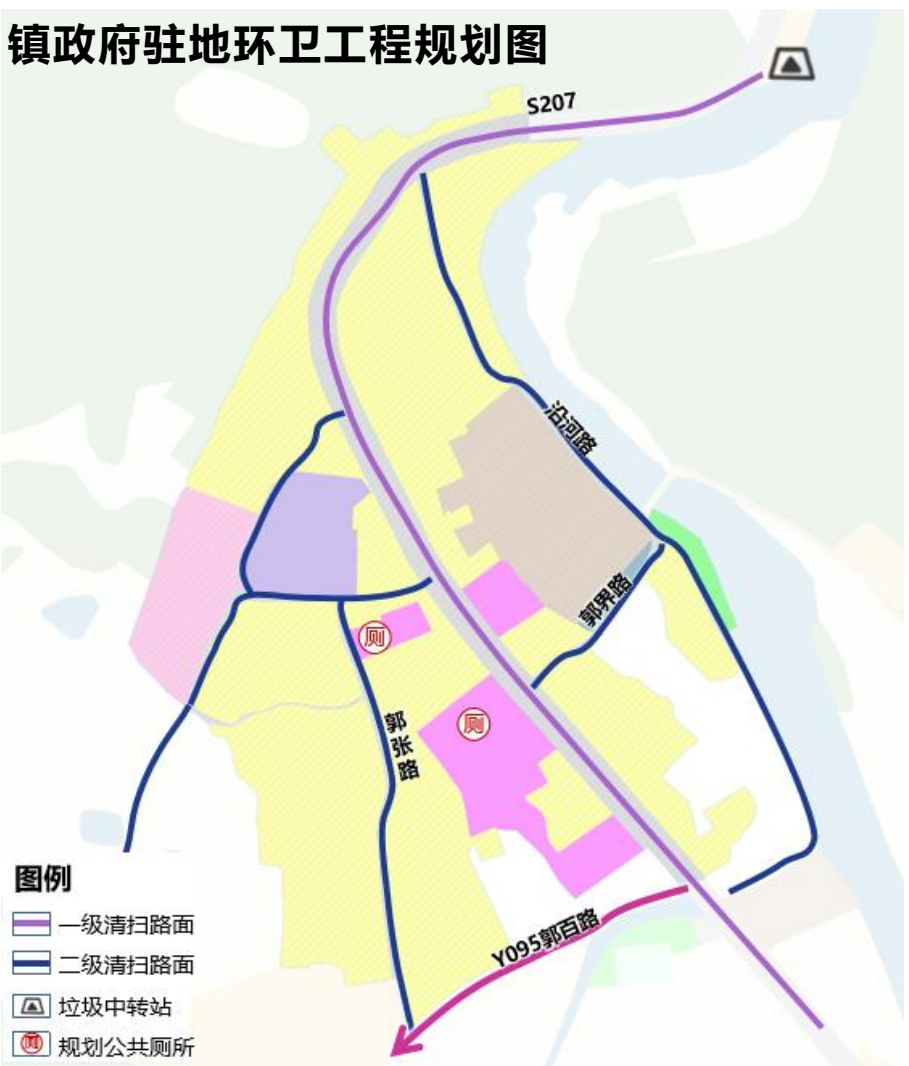 镇政府驻地环卫工程规划图
S207
沿河路
郭界路
厕
厕
郭张路
Y095郭百路
图例
一级清扫路面
二级清扫路面
垃圾中转站
厕
规划公共厕所